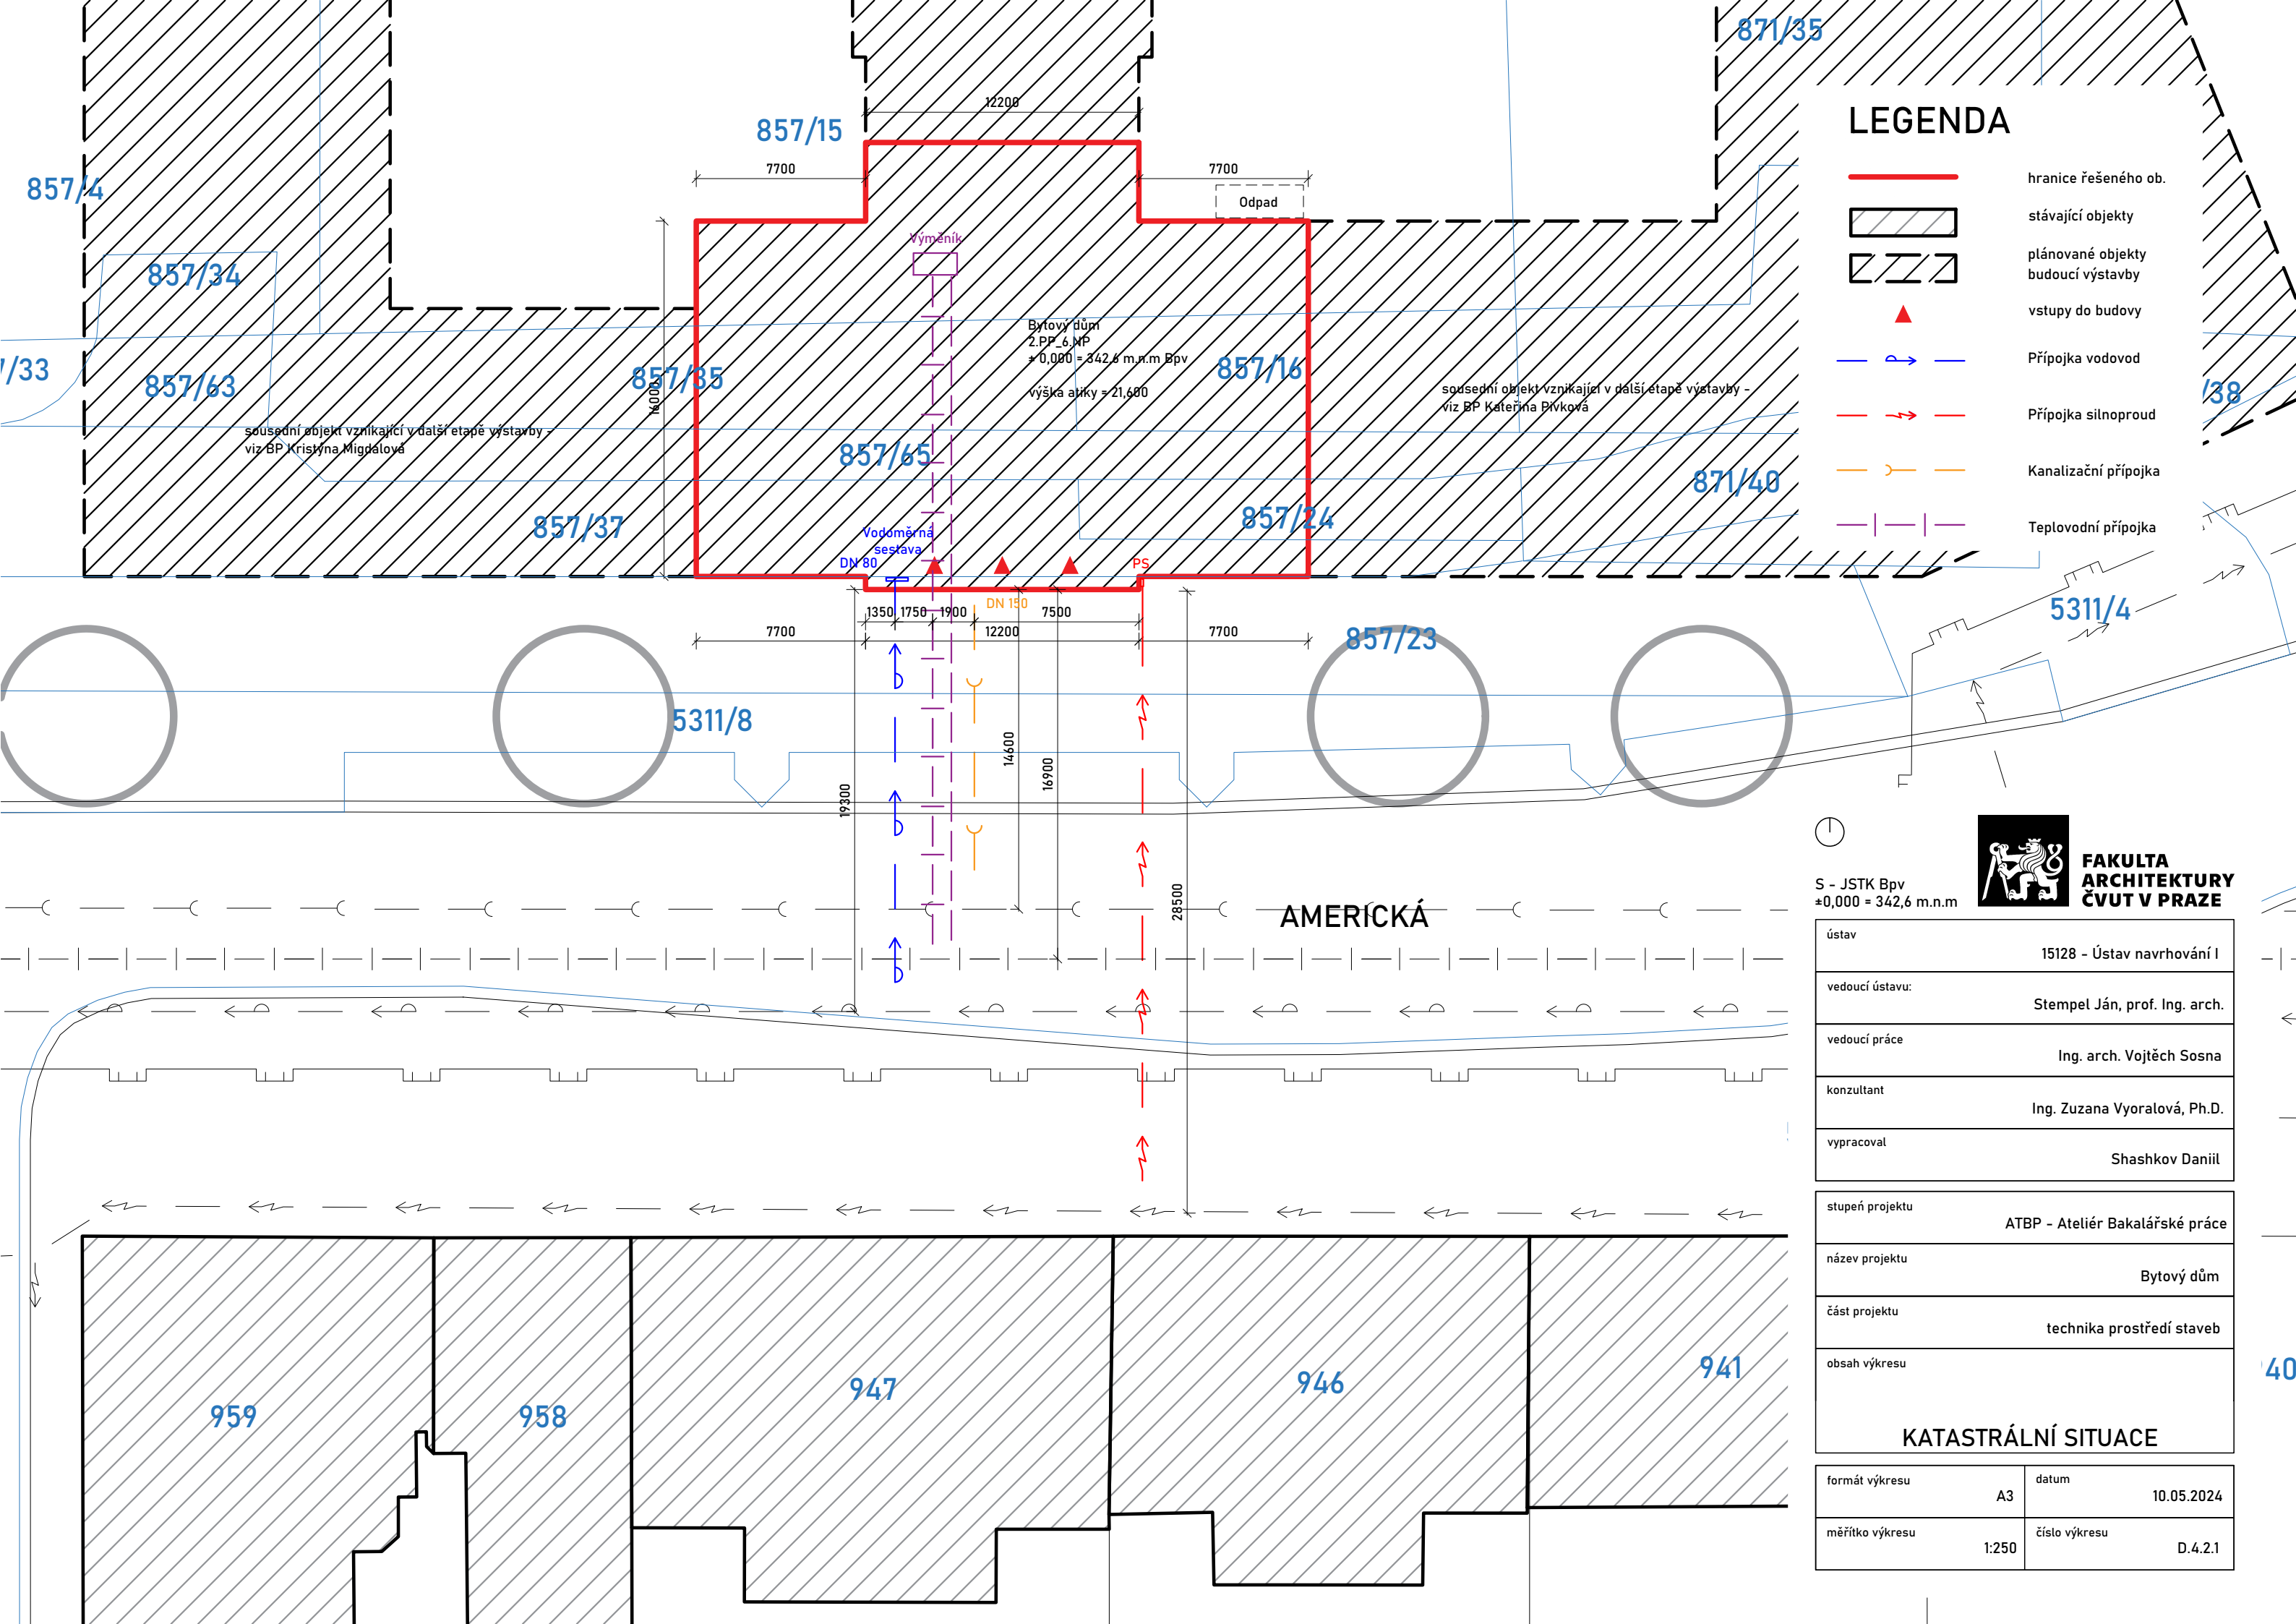 871/35
857/15
12200
7700
7700
Odpad
857/4
857/34
857/63
857/35
16000
Výměník
Bytový dům
2.PP_6.NP
± 0,000 = 342,6 m.n.m Bpv
výška atiky = 21,600
857/16
sousední objekt vznikající v další etapě výstavby -
viz BP Kateřina Pivková
sousední objekt vznikající v další etapě výstavby -
viz BP Kristýna Migdalová
857/65
871/40
857/37
857/24
Vodoměrná
sestava
DN 80
PS
DN 150
1350
1750
1900
7500
7700
12200
7700
857/23
5311/4
5311/8
14600
16900
19300
28500
AMERICKÁ
959
958
947
946
941
LEGENDA
hranice řešeného ob.
stávající objekty
plánované objekty
budoucí výstavby
vstupy do budovy
Přípojka vodovod
Přípojka silnoproud
Kanalizační přípojka
Teplovodní přípojka
/33
/38
S - JSTK Bpv
±0,000 = 342,6 m.n.m
FAKULTA
ARCHITEKTURY
ČVUT V PRAZE
ústav
15128 - Ústav navrhování I
vedoucí ústavu:
Stempel Ján, prof. Ing. arch.
vedoucí práce
Ing. arch. Vojtěch Sosna
konzultant
Ing. Zuzana Vyoralová, Ph.D.
vypracoval
Shashkov Daniil
stupeň projektu
ATBP - Ateliér Bakalářské práce
název projektu
Bytový dům
část projektu
technika prostředí staveb
obsah výkresu
KATASTRÁLNÍ SITUACE
formát výkresu
A3
datum
10.05.2024
měřítko výkresu
1:250
číslo výkresu
D.4.2.1
40